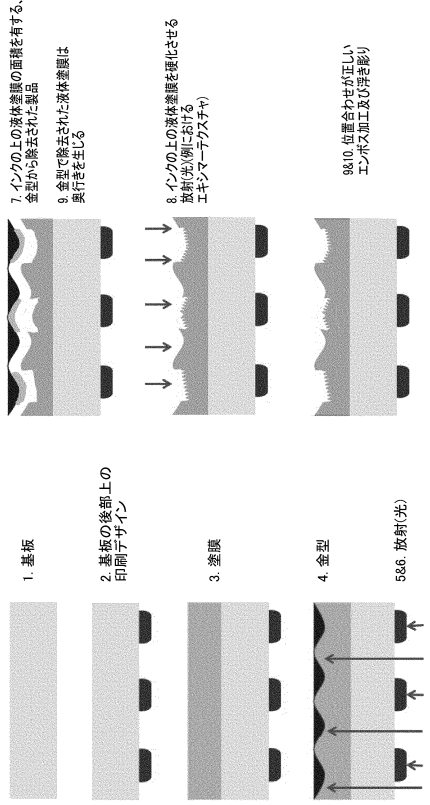 1. 基板
2. 基板の後部上の
印刷デザイン
3. 塗膜
4. 金型
5&6. 放射(光)
7. インクの上の液体塗膜の面積を有する、
金型から除去された製品
9. 金型で除去された液体塗膜は
奥行きを生じる
8. インクの上の液体塗膜を硬化させる
放射(光)(例における
エキシマーテクスチャ)
9&10. 位置合わせが正しい
エンボス加工及び浮き彫り